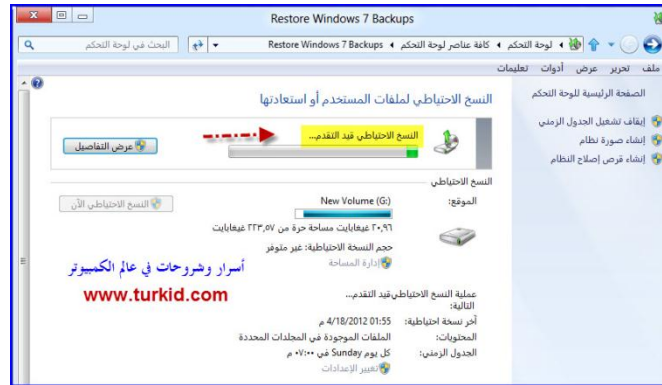 Restore Windows 7 Backups
لوحة التحكم ◂ كافة عناصر لوحة التحكم ◂ Restore Windows 7 Backups
البحث في لوحة التحكم
ملف تحرير عرض أدوات تعليمات
الصفحة الرئيسية للوحة التحكم
إيقاف تشغيل الجدول الزمني
إنشاء صورة نظام
إنشاء قرص إصلاح النظام
النسخ الاحتياطي لملفات المستخدم أو استعادتها
النسخ الاحتياطي قيد التقدم...
عرض التفاصيل
النسخ الاحتياطي
الموقع: New Volume (G:)
النسخ الاحتياطي الآن
٢٠,٩٦ غيغابايت مساحة حرة من ٢٢٣,٥٧ غيغابايت
حجم النسخة الاحتياطية: غير متوفر
إدارة المساحة
أسرار وشروحات في عالم الكمبيوتر
www.turkid.com
عملية النسخ الاحتياطي قيد التقدم...
التالية:
آخر نسخة احتياطية: 4/18/2012 01:55 م
المحتويات: الملفات الموجودة في المجلدات المحددة
الجدول الزمني: كل يوم Sunday في ٠٧:٠٠ م
تغيير الإعدادات